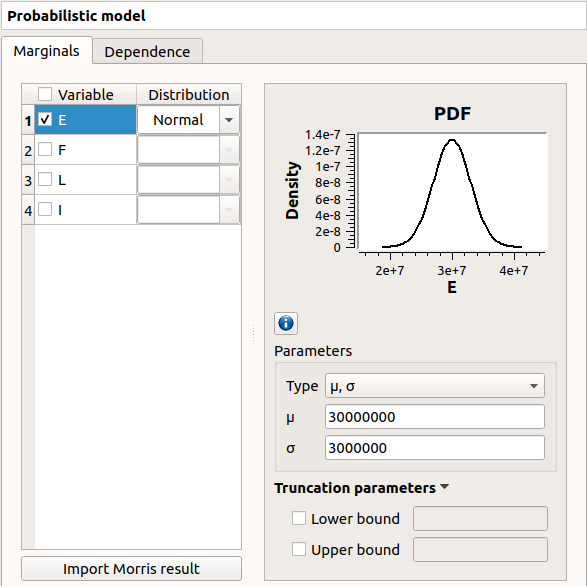 Probabilistic model
Marginals
Dependence
Variable
Distribution
1 E Normal
2 F
3 L
4 I
Import Morris result
PDF
1.4e-7
1.2e-7
1e-7
8e-8
6e-8
4e-8
2e-8
0
Density
2e+7
3e+7
4e+7
E
Parameters
Type μ, σ
μ 30000000
σ 3000000
Truncation parameters
Lower bound
Upper bound